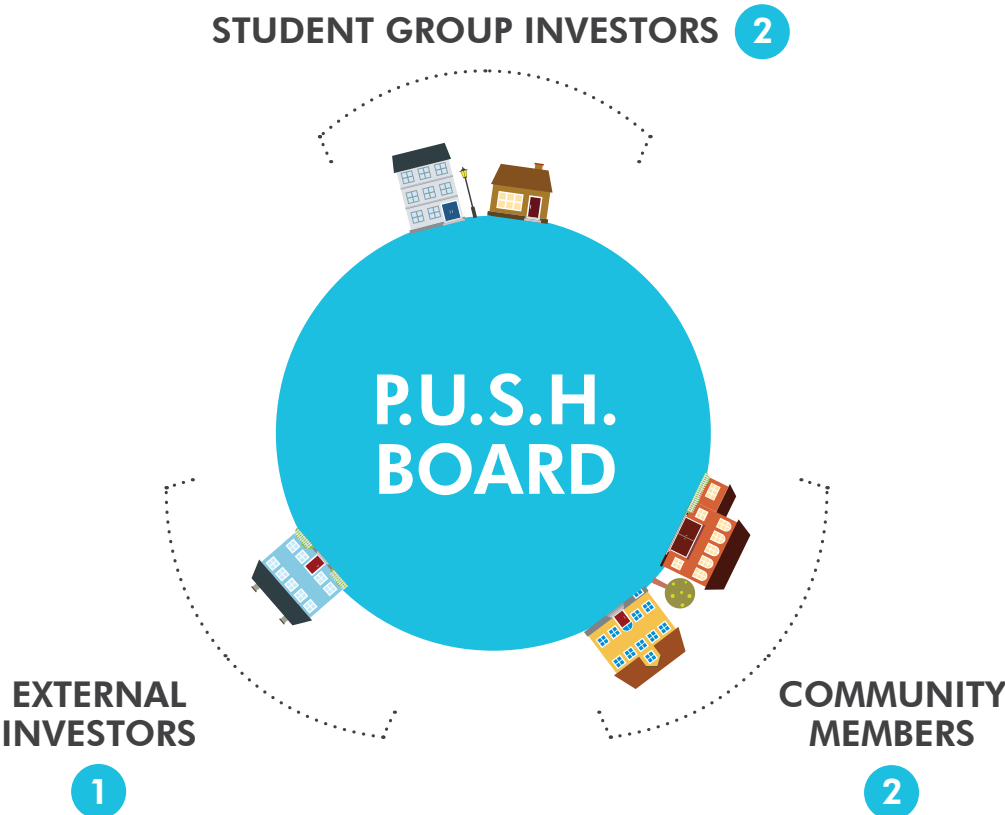 STUDENT GROUP INVESTORS 2
P.U.S.H.
BOARD
EXTERNAL
INVESTORS
1
COMMUNITY
MEMBERS
2